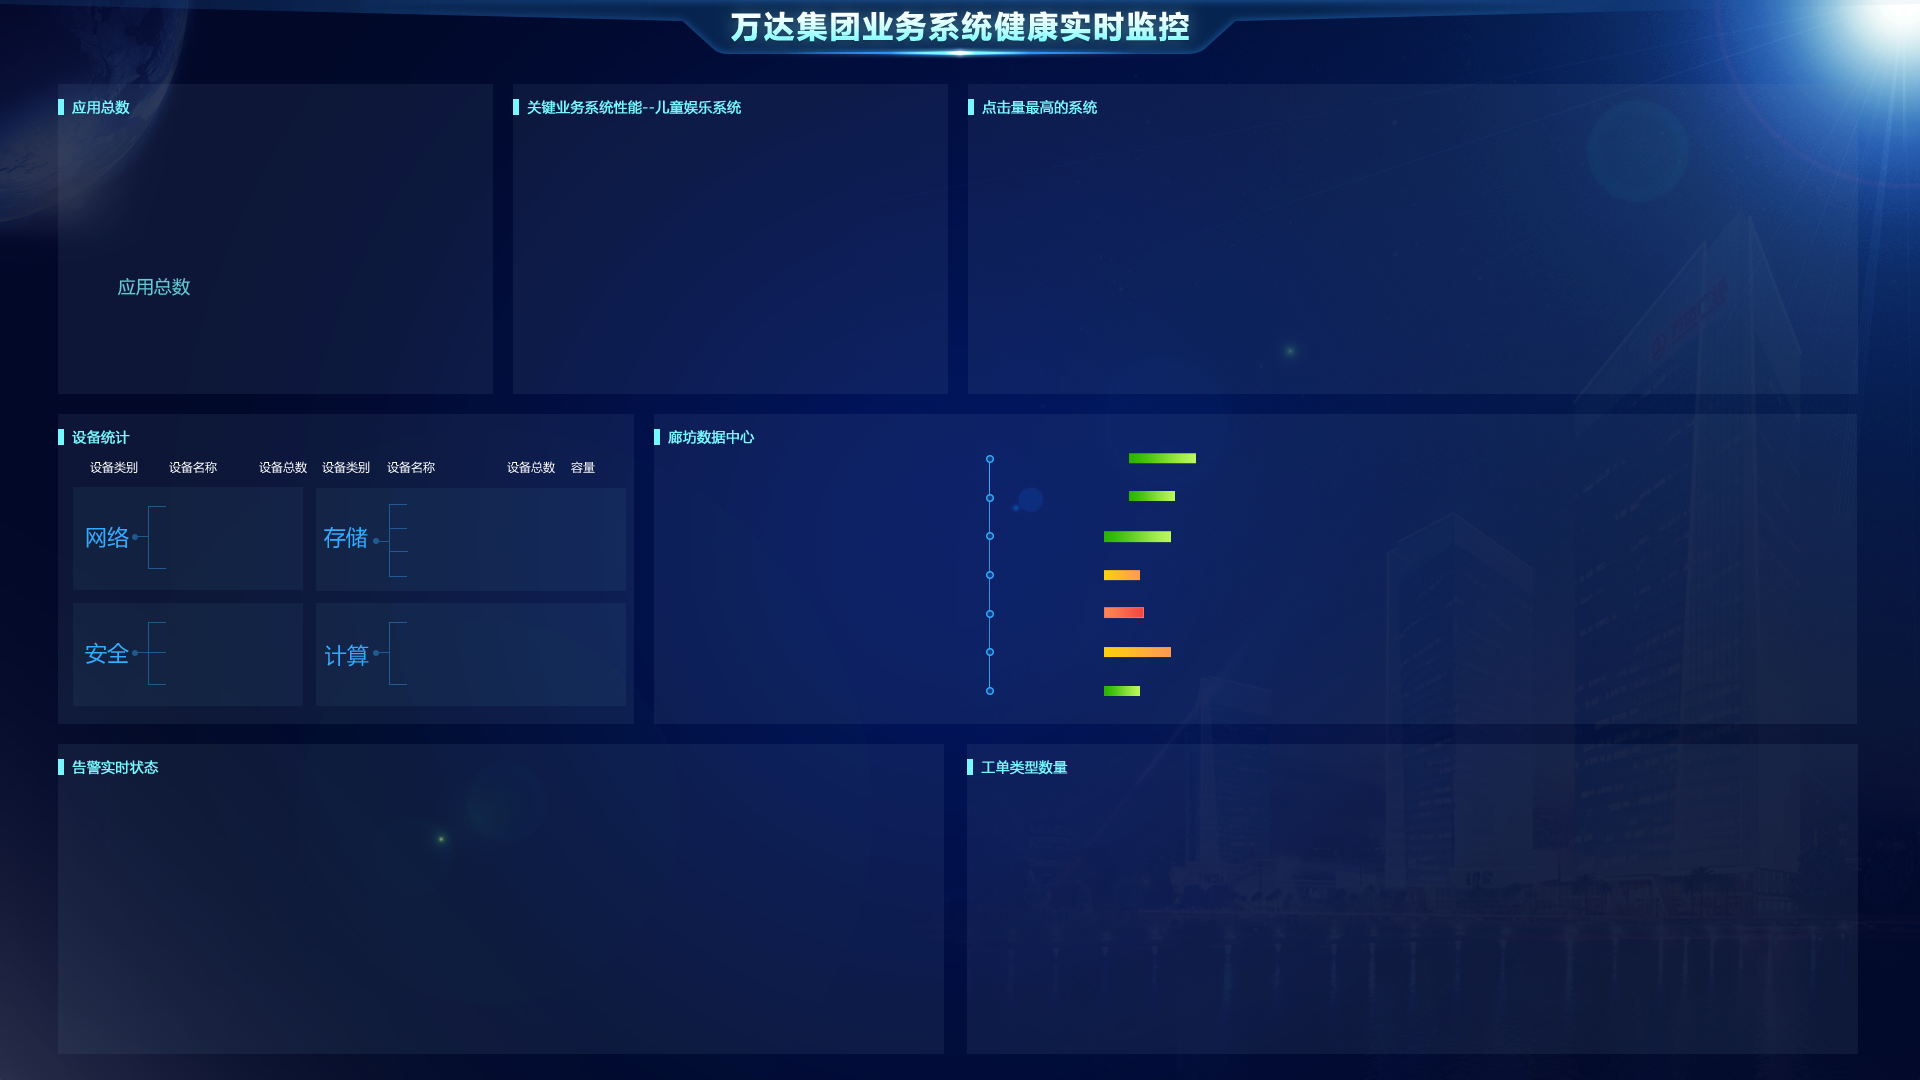 万达集团业务系统健康实时监控
应用总数
关键业务系统性能--儿童娱乐系统
点击量最高的系统
应用总数
设备统计
廊坊数据中心
设备类别 设备名称 设备总数 设备类别 设备名称 设备总数 容量
网络
存储
安全
计算
告警实时状态
工单类型数量